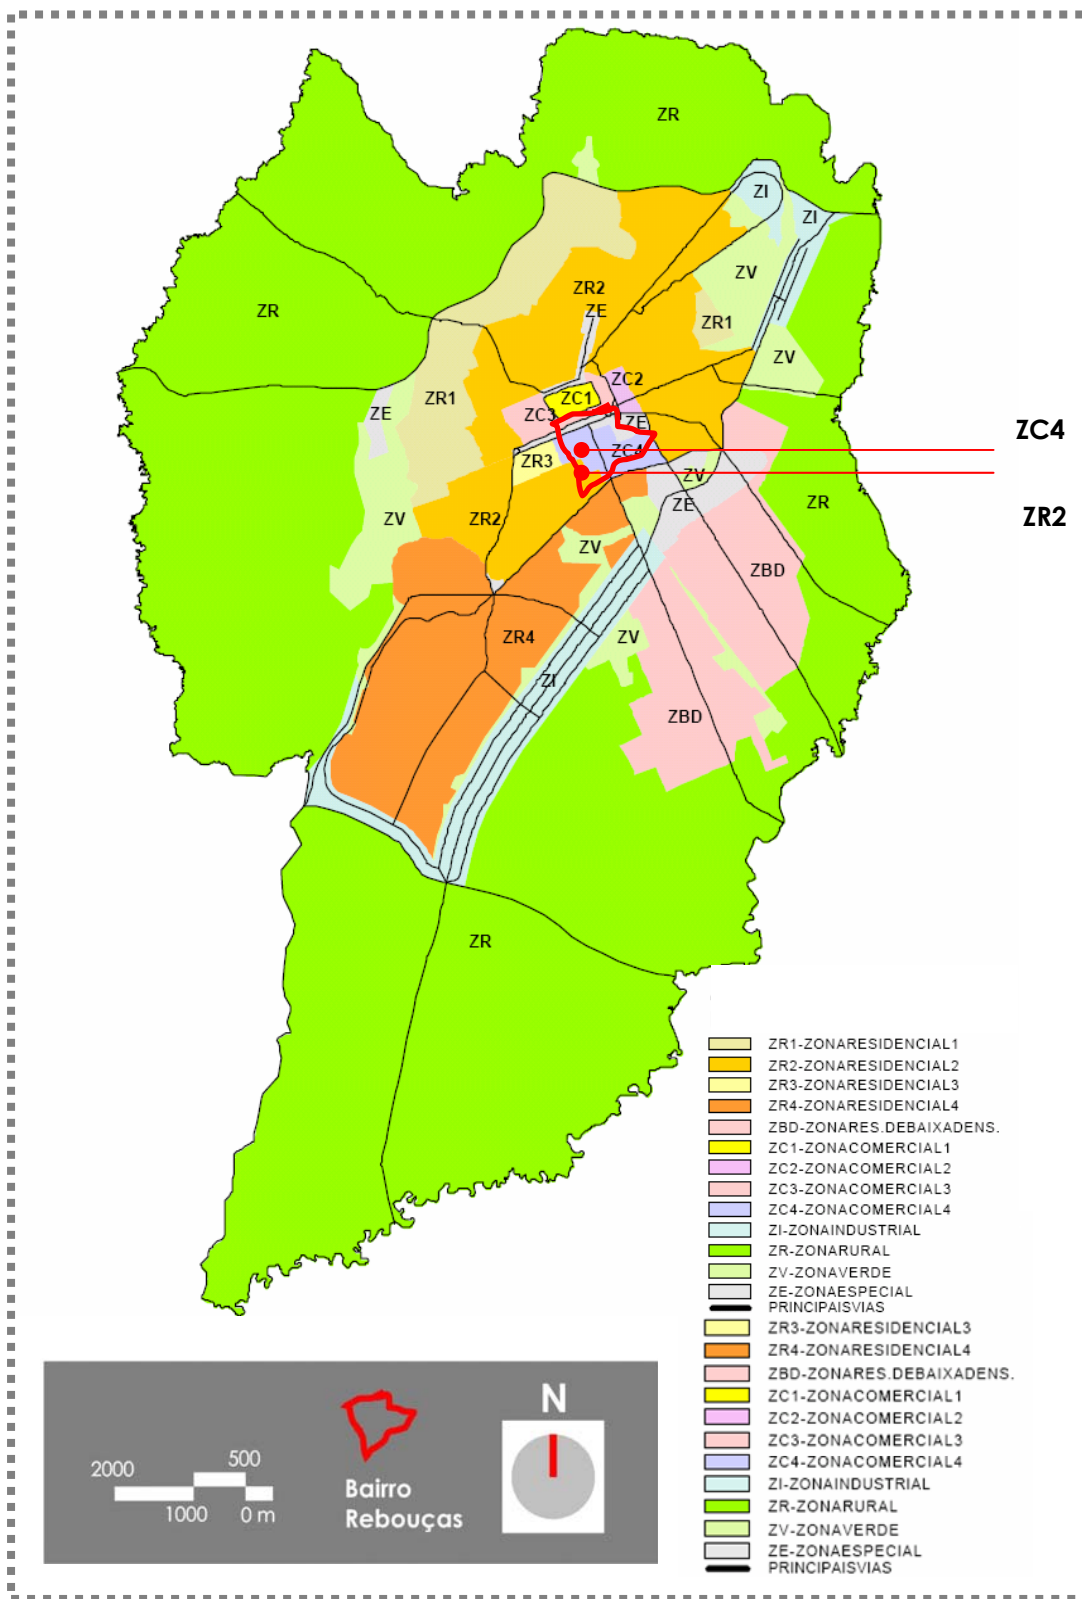 ZR
ZI
ZI
ZR
ZV
ZR2
ZE
ZR1
ZV
ZC2
ZR1
ZC1
ZE
ZC3
ZE
ZC4
ZC4
ZR3
ZV
ZR
ZE
ZV
ZR2
ZR2
ZV
ZBD
ZR4
ZV
ZI
ZBD
ZR
ZR1-ZONARESIDENCIAL1
ZR2-ZONARESIDENCIAL2
ZR3-ZONARESIDENCIAL3
ZR4-ZONARESIDENCIAL4
ZBD-ZONARES.DEBAIXADENS.
ZC1-ZONACOMERCIAL1
ZC2-ZONACOMERCIAL2
ZC3-ZONACOMERCIAL3
ZC4-ZONACOMERCIAL4
ZI-ZONAINDUSTRIAL
ZR-ZONARURAL
ZV-ZONAVERDE
ZE-ZONAESPECIAL
PRINCIPAISVIAS
ZR3-ZONARESIDENCIAL3
ZR4-ZONARESIDENCIAL4
ZBD-ZONARES.DEBAIXADENS.
ZC1-ZONACOMERCIAL1
ZC2-ZONACOMERCIAL2
ZC3-ZONACOMERCIAL3
ZC4-ZONACOMERCIAL4
ZI-ZONAINDUSTRIAL
ZR-ZONARURAL
ZV-ZONAVERDE
ZE-ZONAESPECIAL
PRINCIPAISVIAS
2000
500
1000
0 m
Bairro
Rebouças
N